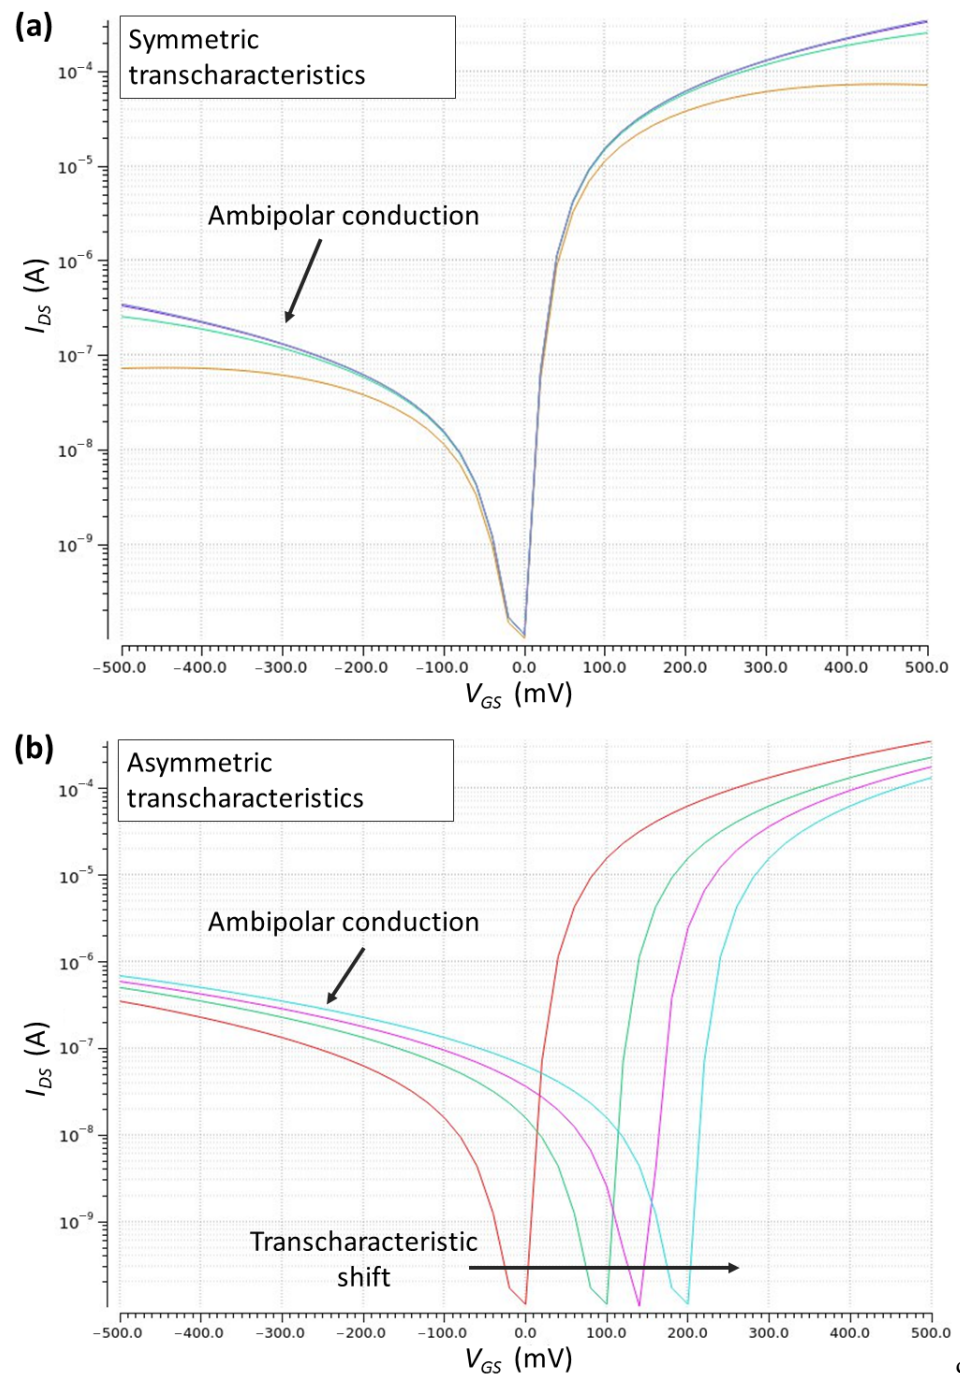 (a)
Symmetric
transcharacteristics
Ambipolar conduction
10⁻⁴
10⁻⁵
10⁻⁶
10⁻⁷
10⁻⁸
10⁻⁹
I_DS (A)
−500.0 −400.0 −300.0 −200.0 −100.0 0.0 100.0 200.0 300.0 400.0 500.0
V_GS (mV)
(b)
Asymmetric
transcharacteristics
Ambipolar conduction
10⁻⁴
10⁻⁵
10⁻⁶
10⁻⁷
10⁻⁸
10⁻⁹
I_DS (A)
Transcharacteristic
shift
−500.0 −400.0 −300.0 −200.0 −100.0 0.0 100.0 200.0 300.0 400.0 500.0
V_GS (mV)